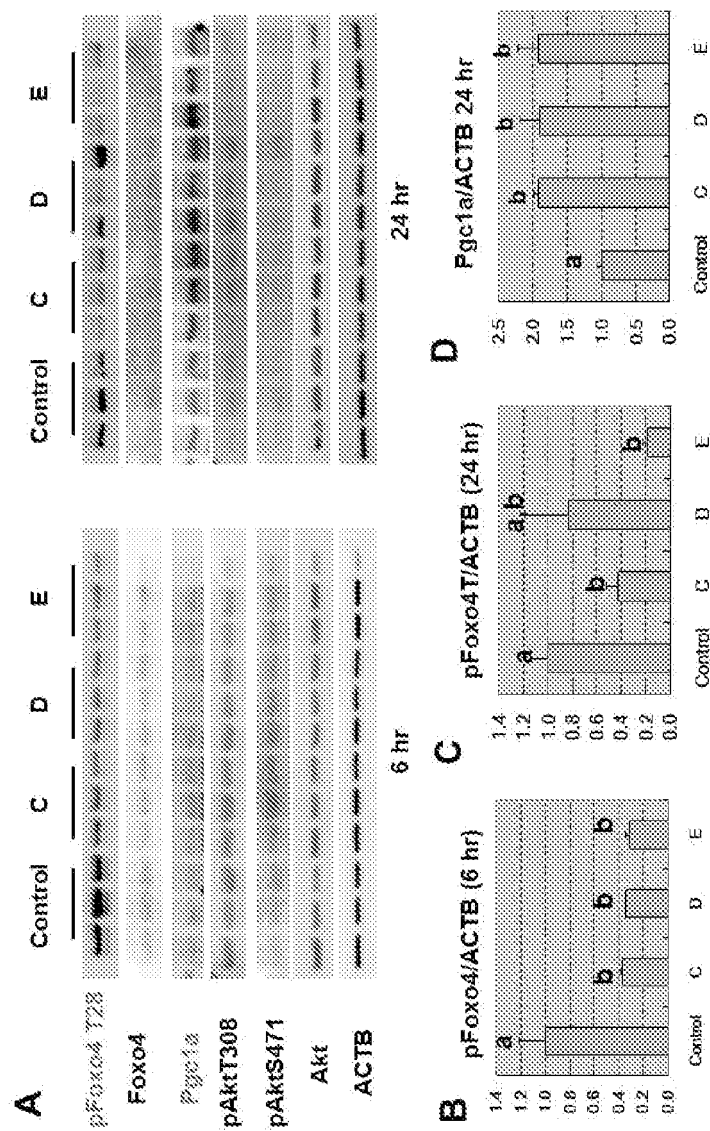 A
Control C D E
Control C D E
pFoxo4 T28
Foxo4
Pgc1a
pAktT308
pAktS471
Akt
ACTB
6 hr
24 hr
B
pFoxo4/ACTB (6 hr)
1.4
1.2
1.0
0.8
0.6
0.4
0.2
0.0
a
b
b
b
Control C D E
C
pFoxo4T/ACTB (24 hr)
1.4
1.2
1.0
0.8
0.6
0.4
0.2
0.0
a
b
a,b
b
Control C D E
D
Pgc1a/ACTB 24 hr
2.5
2.0
1.5
1.0
0.5
0.0
a
b
b
b
Control C D E